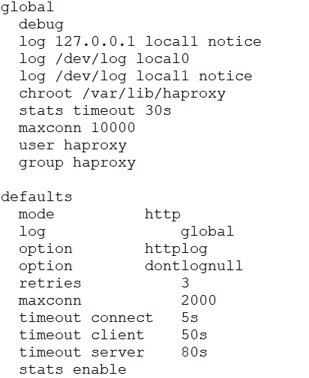 global
  debug
  log 127.0.0.1 local1 notice
  log /dev/log local0
  log /dev/log local1 notice
  chroot /var/lib/haproxy
  stats timeout 30s
  maxconn 10000
  user haproxy
  group haproxy

defaults
  mode          http
  log               global
  option        httplog
  option        dontlognull
  retries           3
  maxconn           2000
  timeout connect   5s
  timeout client    50s
  timeout server    80s
  stats enable